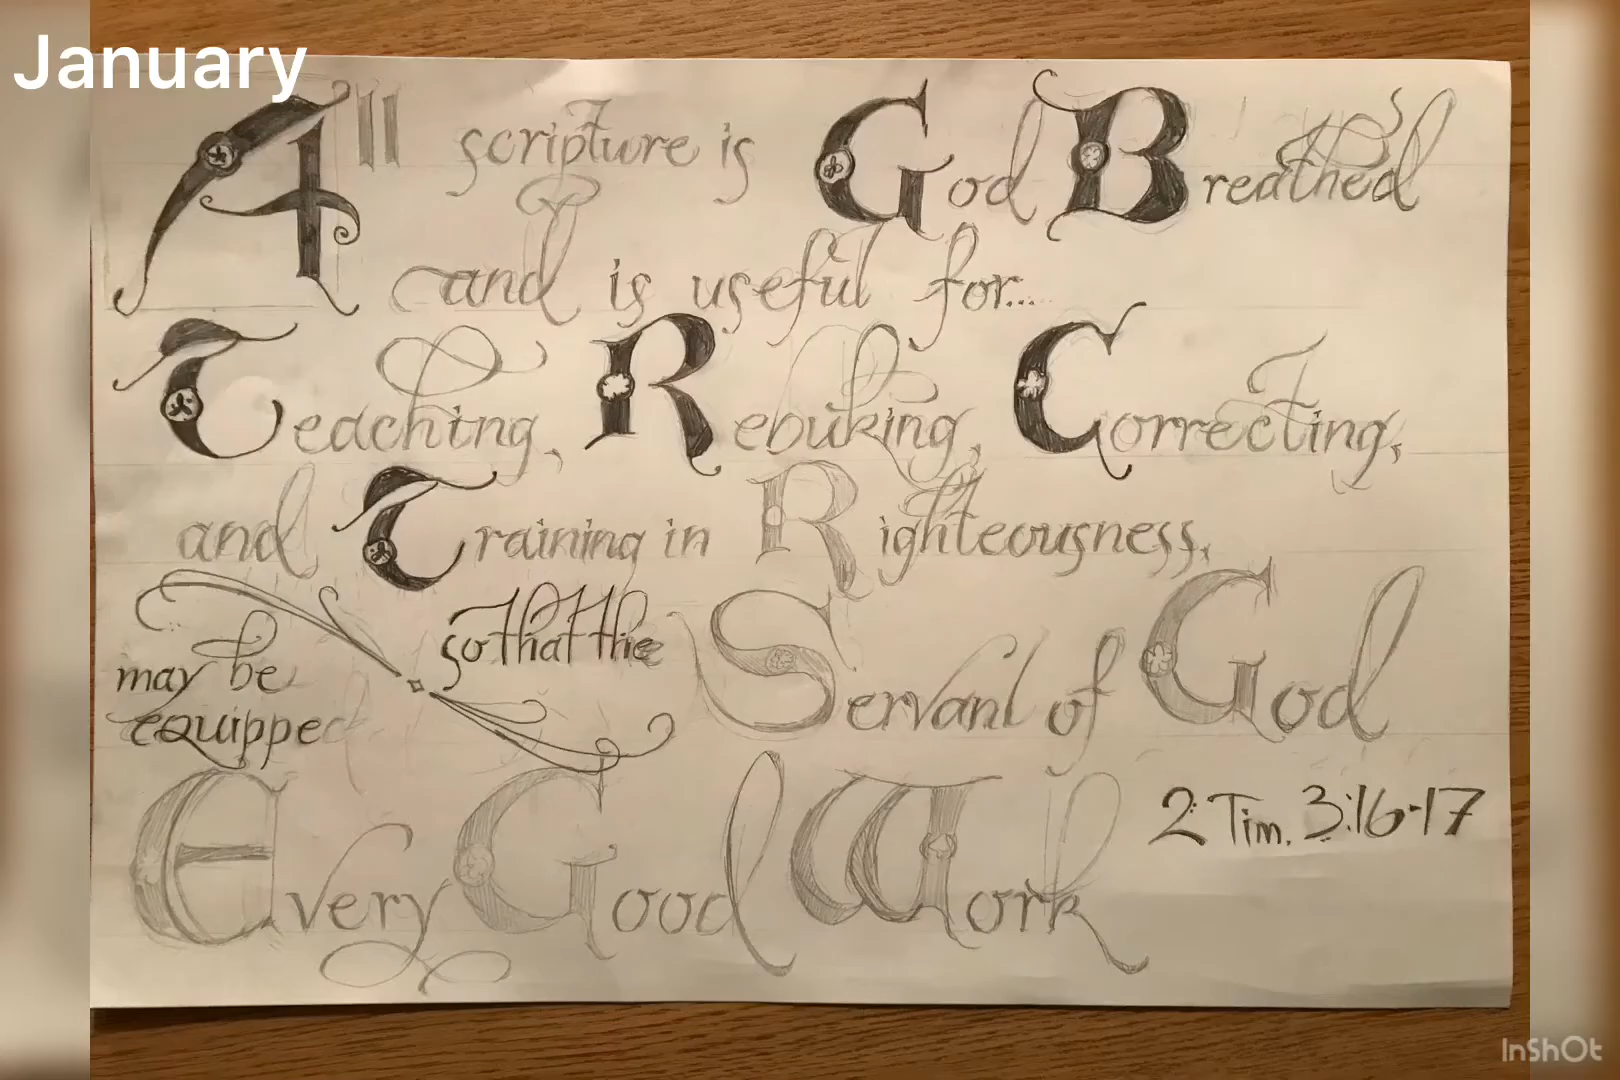 January
All scripture is God Breathed
and is useful for...
Teaching, Rebuking, Correcting,
and Training in Righteousness,
so that the Servant of God
may be
equipped
Every Good Work
2 Tim. 3:16-17
InShOt